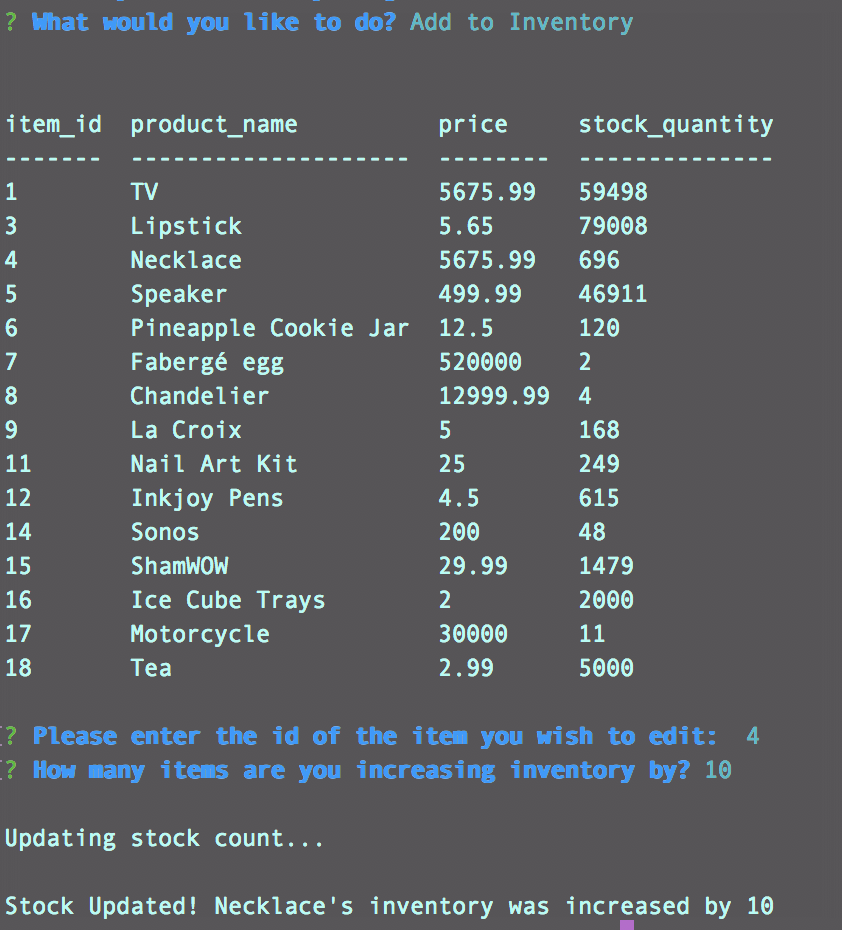 ? What would you like to do? Add to Inventory
item_id product_name price stock_quantity
------- -------------------- -------- --------------
1 TV 5675.99 59498
3 Lipstick 5.65 79008
4 Necklace 5675.99 696
5 Speaker 499.99 46911
6 Pineapple Cookie Jar 12.5 120
7 Fabergé egg 520000 2
8 Chandelier 12999.99 4
9 La Croix 5 168
11 Nail Art Kit 25 249
12 Inkjoy Pens 4.5 615
14 Sonos 200 48
15 ShamWOW 29.99 1479
16 Ice Cube Trays 2 2000
17 Motorcycle 30000 11
18 Tea 2.99 5000
[? Please enter the id of the item you wish to edit: 4
[? How many items are you increasing inventory by? 10
Updating stock count...
Stock Updated! Necklace's inventory was increased by 10